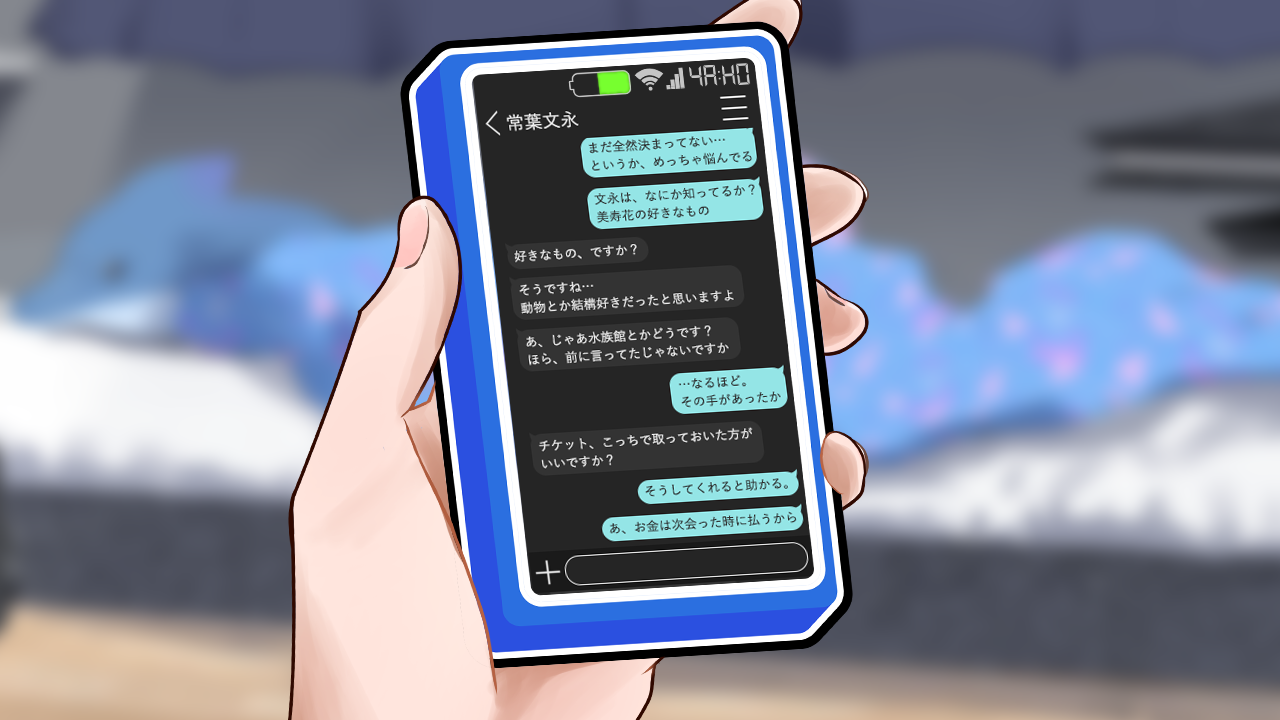 4A:HO
常葉文永
まだ全然決まってない…
というか、めっちゃ悩んでる
文永は、なにか知ってるか？
美寿花の好きなもの
好きなもの、ですか？
そうですね…
動物とか結構好きだったと思いますよ
あ、じゃあ水族館とかどうです？
ほら、前に言ってたじゃないですか
…なるほど。
その手があったか
チケット、こっちで取っておいた方が
いいですか？
そうしてくれると助かる。
あ、お金は次会った時に払うから